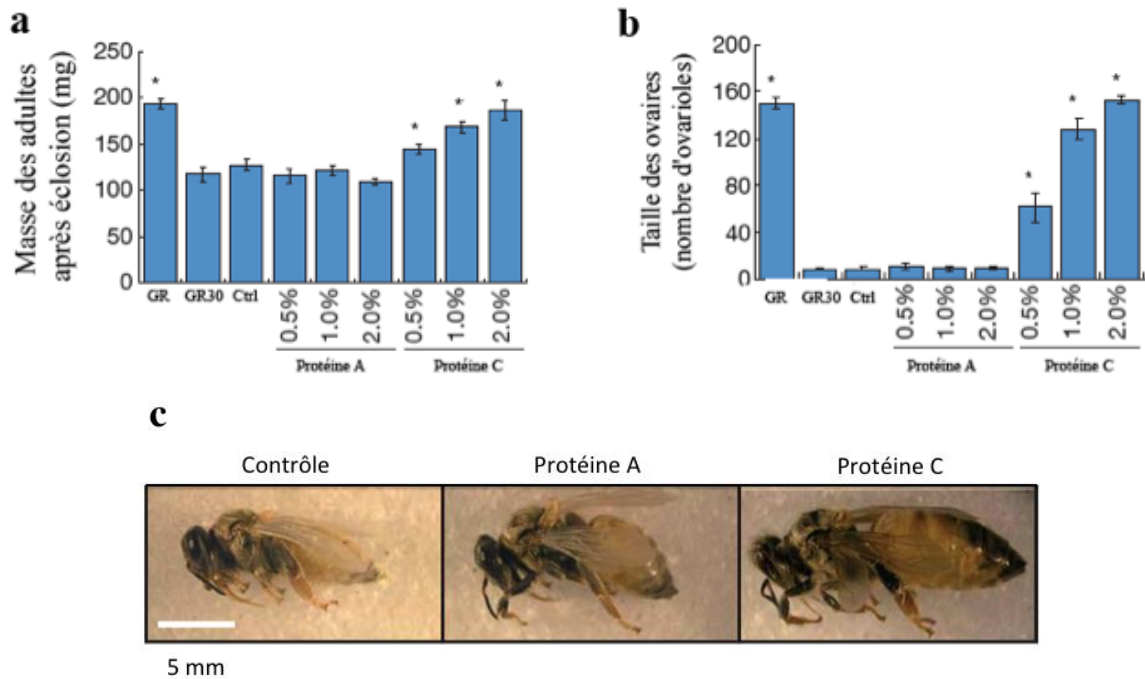 a
Masse des adultes
après éclosion (mg)
250
200
150
100
50
0
*
*
*
*
GR
GR30
Ctrl
0.5%
1.0%
2.0%
0.5%
1.0%
2.0%
Protéine A
Protéine C
b
Taille des ovaires
(nombre d'ovarioles)
200
160
120
80
40
0
*
*
*
*
GR
GR30
Ctrl
0.5%
1.0%
2.0%
0.5%
1.0%
2.0%
Protéine A
Protéine C
c
Contrôle
Protéine A
Protéine C
5 mm